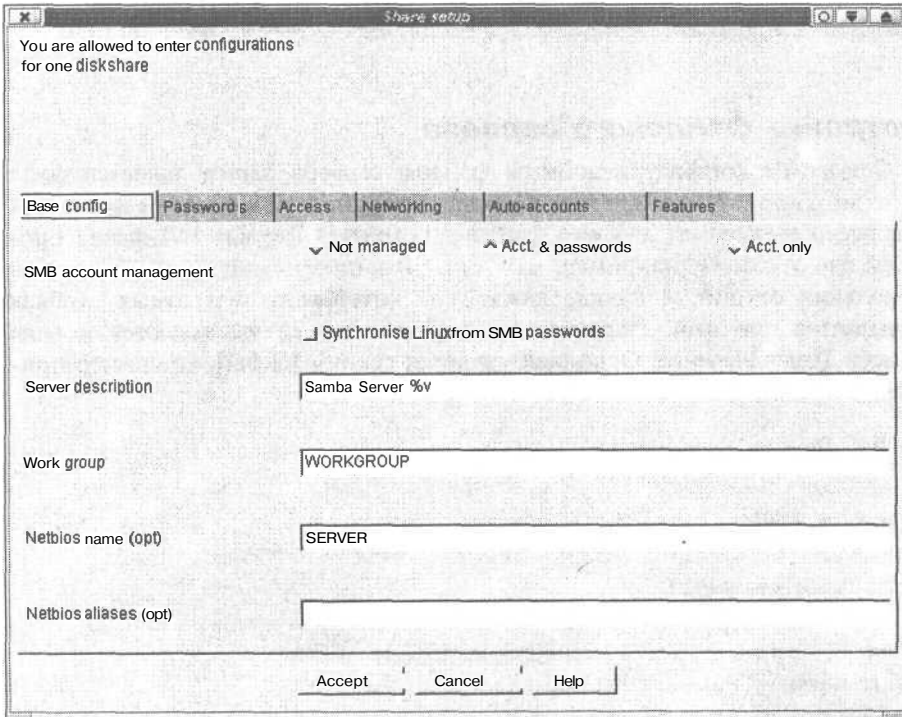 Share setup
You are allowed to enter configurations
for one diskshare
Base config Passwords Access Networking Auto-accounts Features
Not managed Acct. & passwords Acct. only
SMB account management
Synchronise Linux from SMB passwords
Server description Samba Server %v
Work group WORKGROUP
Netbios name (opt) SERVER
Netbios aliases (opt)
Accept Cancel Help